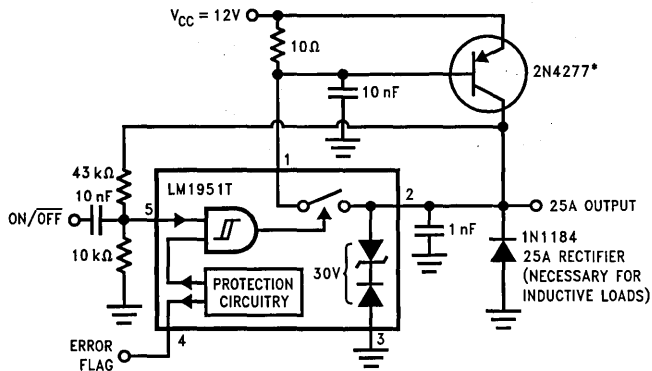 VCC = 12V
10Ω
2N4277*
10 nF
43 kΩ
10 nF
1
LM1951T
ON/OFF
5
2
25A OUTPUT
10 kΩ
1 nF
1N1184
25A RECTIFIER
(NECESSARY FOR
INDUCTIVE LOADS)
30V
PROTECTION
CIRCUITRY
4
3
ERROR
FLAG